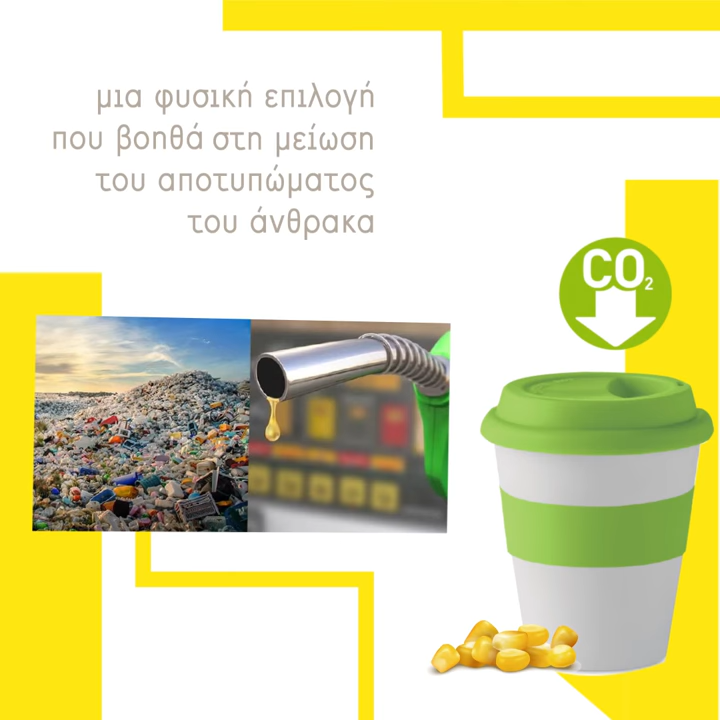 μια φυσική επιλογή
που βοηθά στη μείωση
του αποτυπώματος
του άνθρακα
CO₂